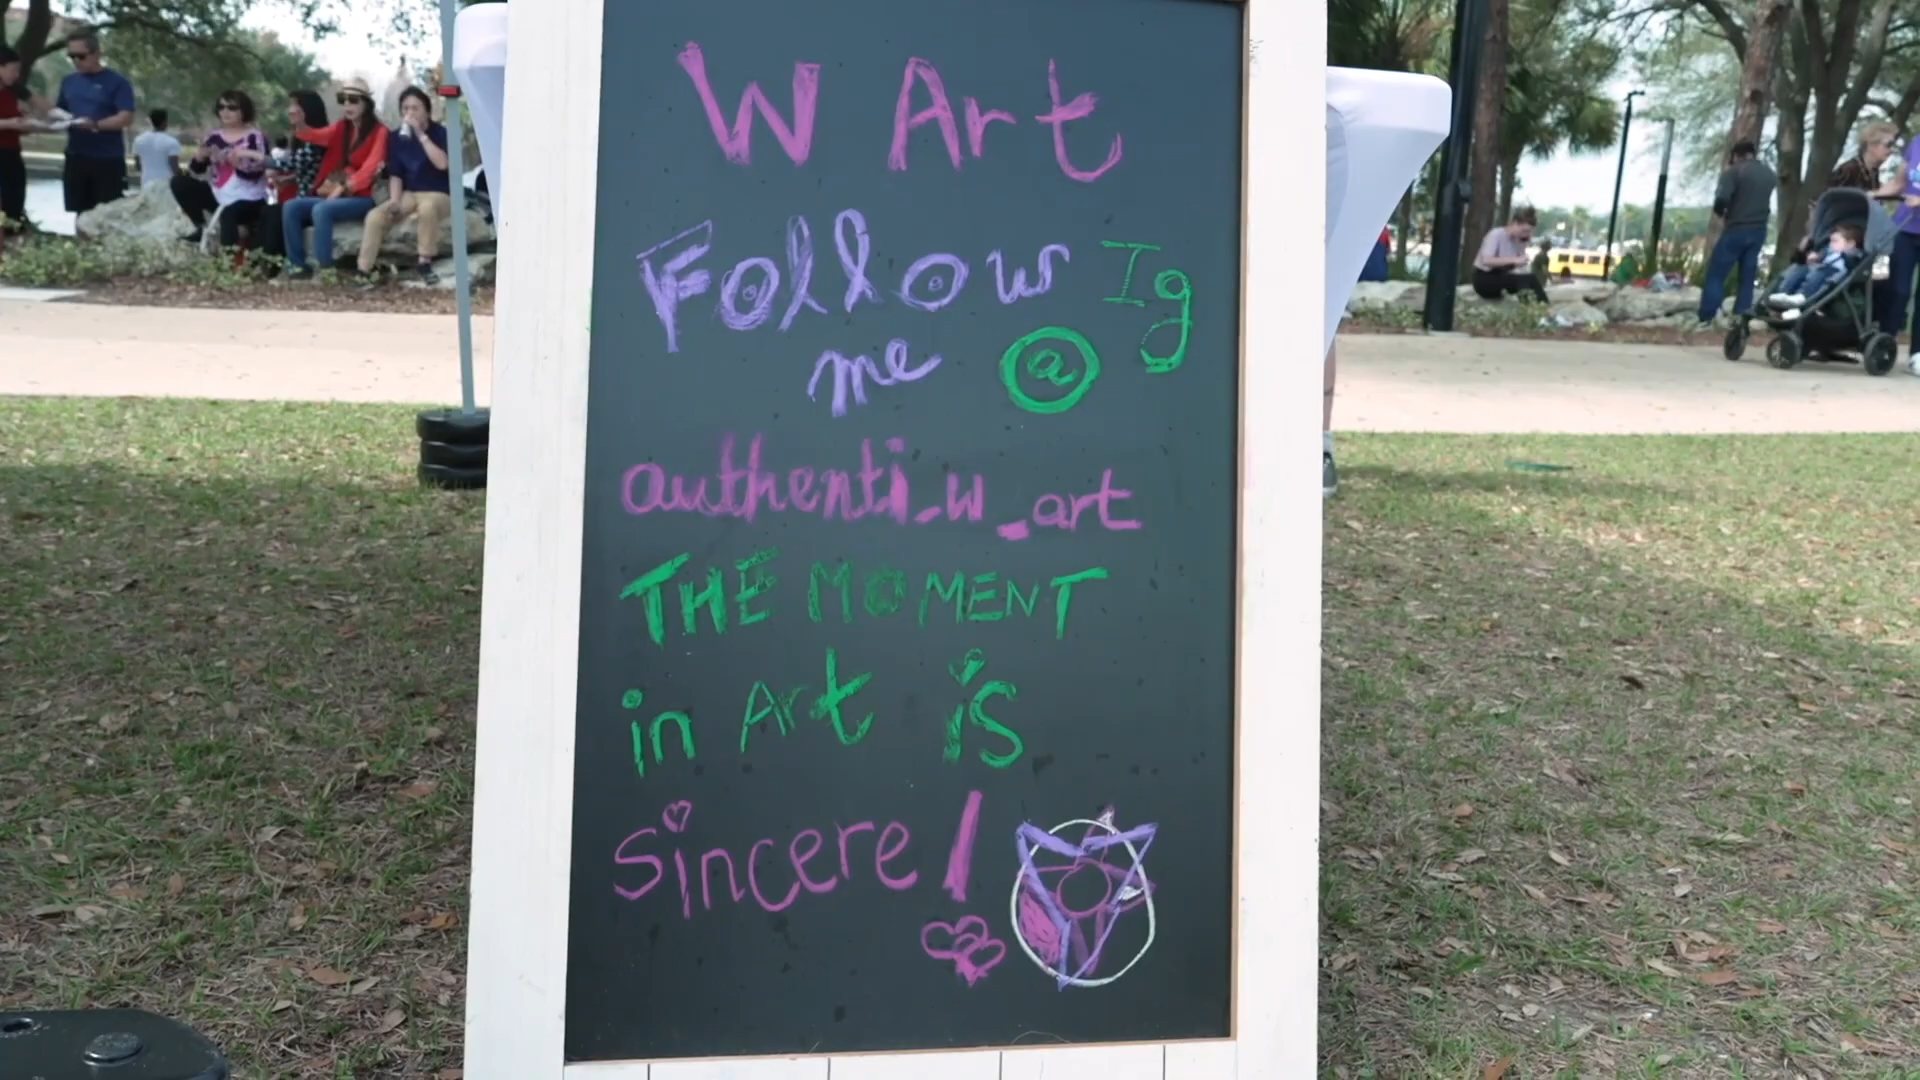 W Art
Follow Ig
me @
authenti_w_art
THE MOMENT
in Art is
sincere!